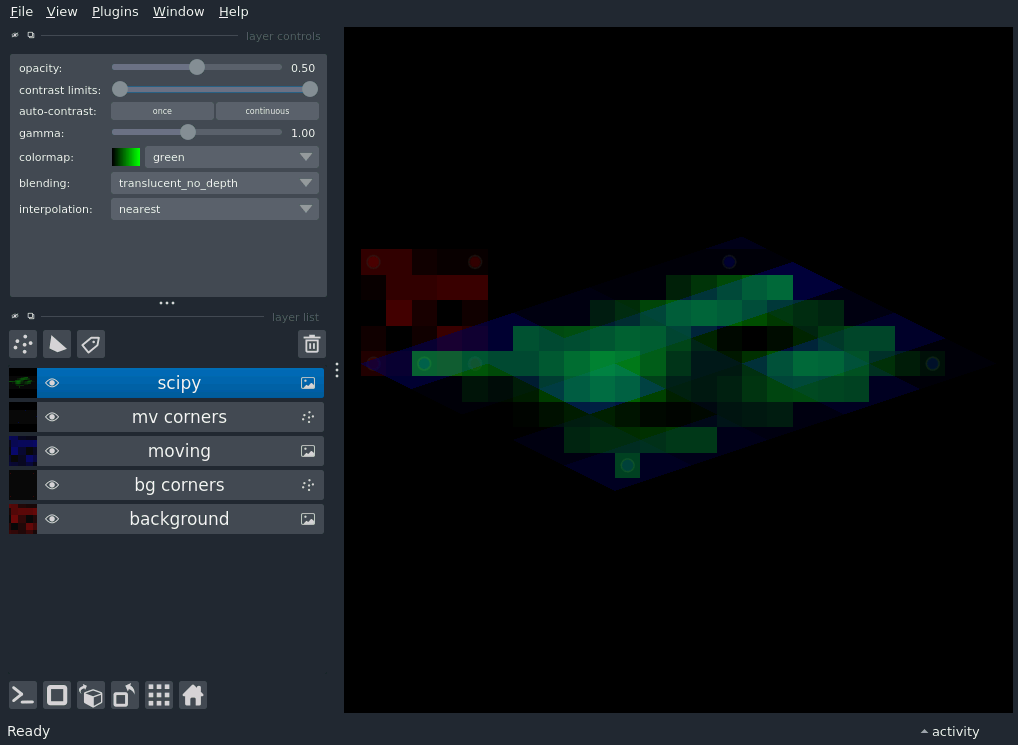 File View Plugins Window Help
layer controls
opacity: 0.50
contrast limits:
auto-contrast: once continuous
gamma: 1.00
colormap: green
blending: translucent_no_depth
interpolation: nearest
layer list
scipy
mv corners
moving
bg corners
background
Ready
activity